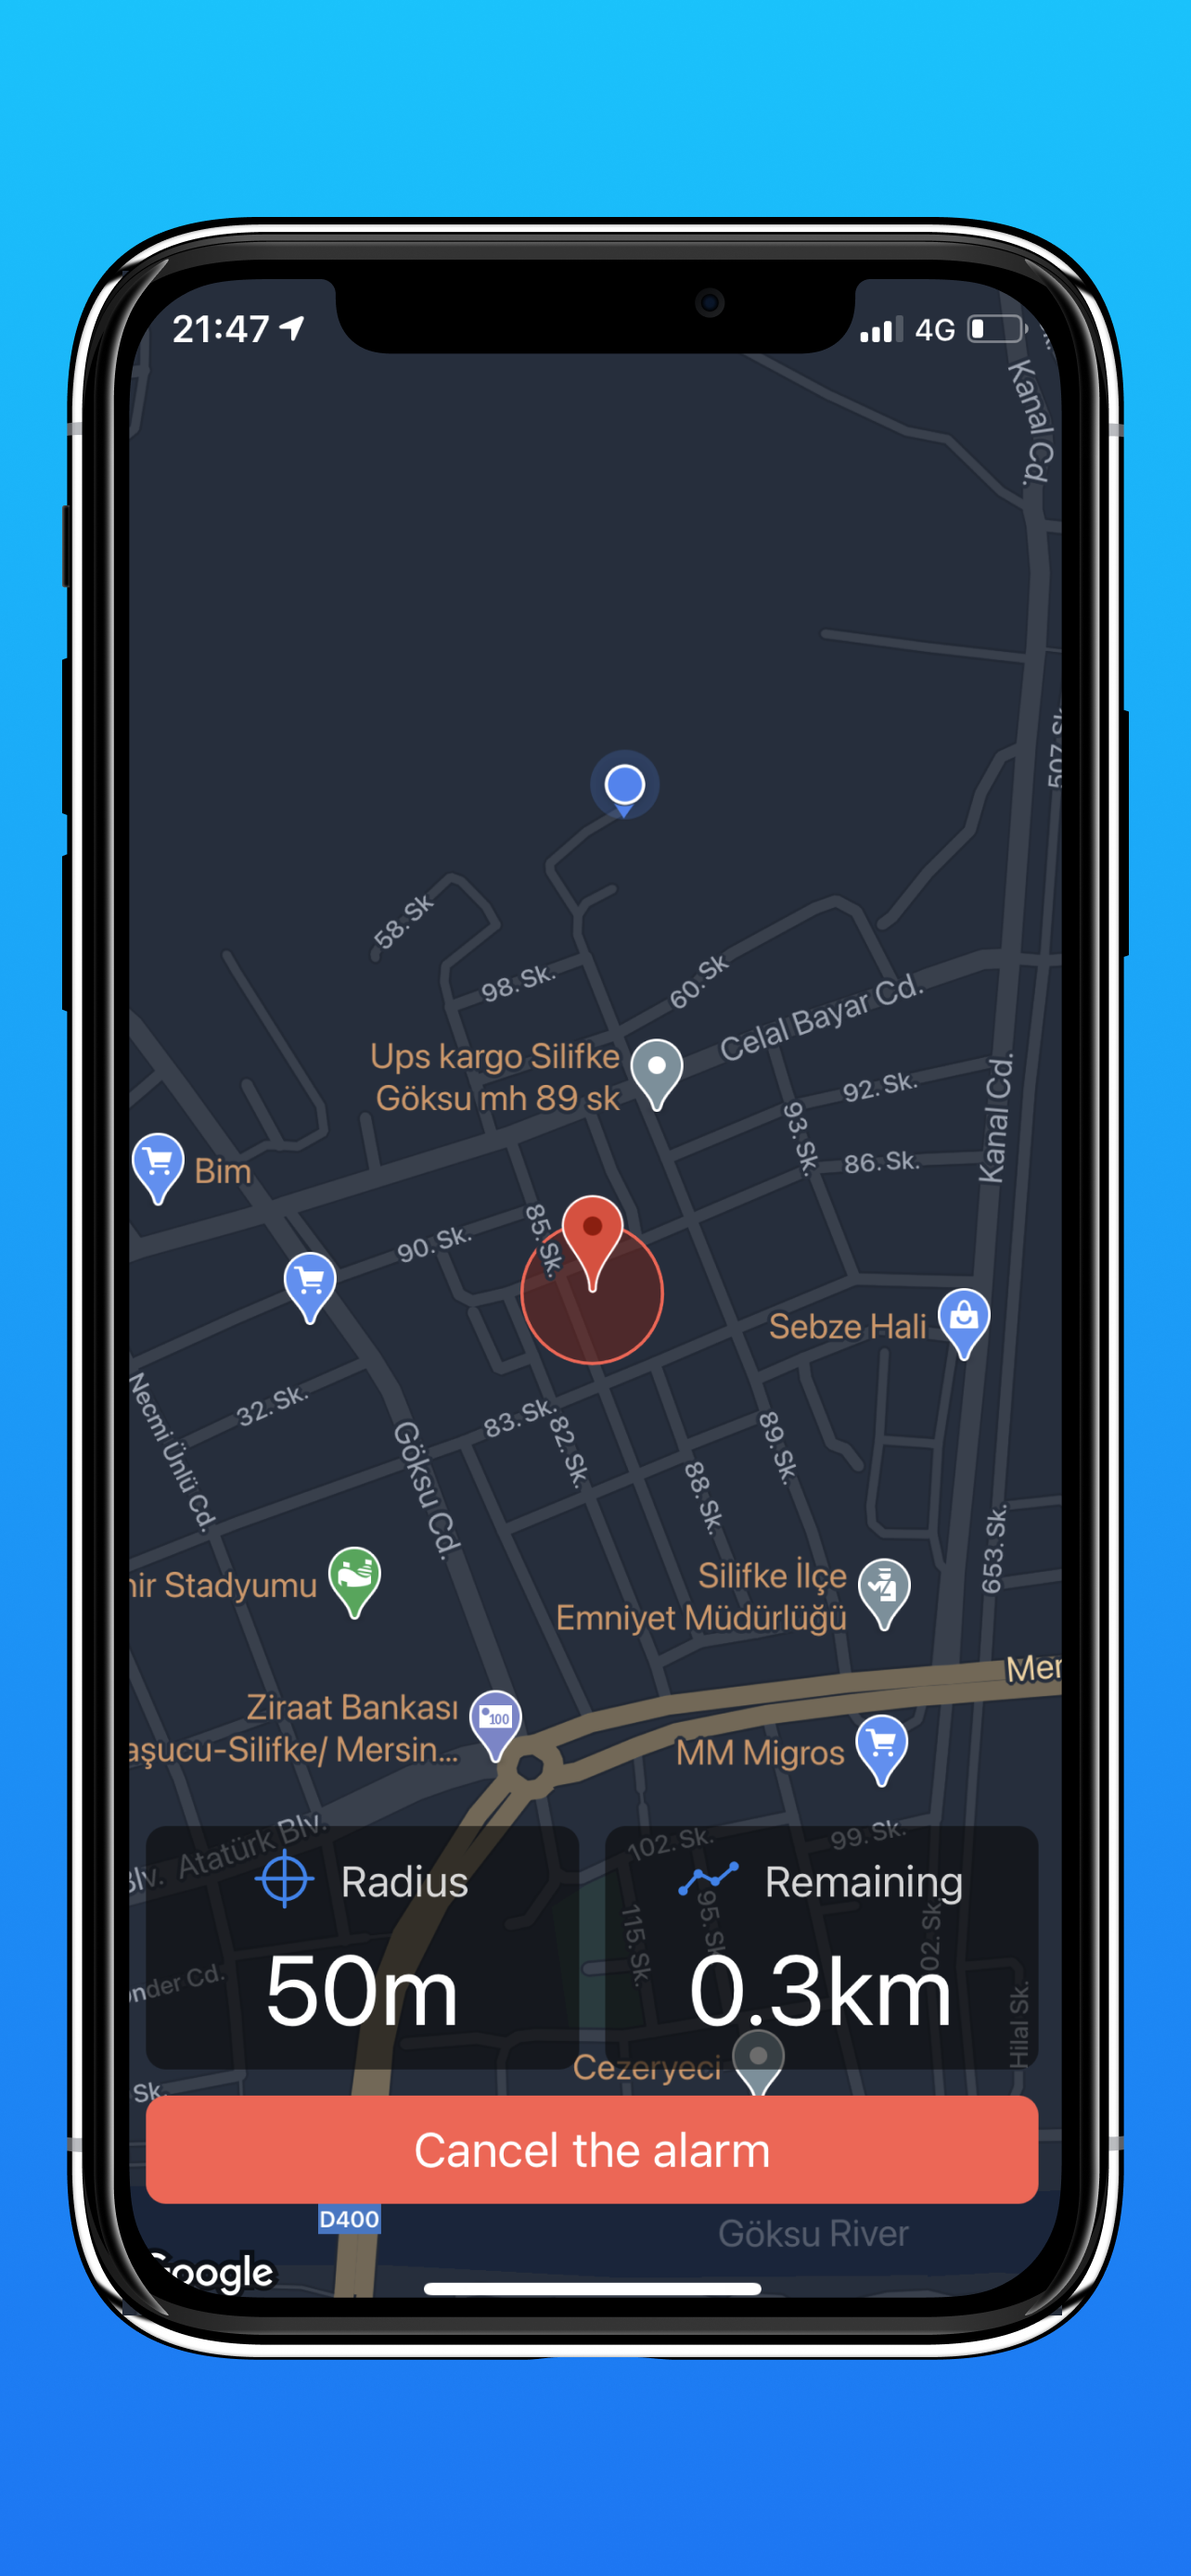 21:47
4G
Kanal Cd.
507. Sk
58. Sk
98. Sk.
60. Sk
Celal Bayar Cd.
Ups kargo Silifke
Göksu mh 89 sk
92. Sk.
93. Sk.
Kanal Cd.
86. Sk.
Bim
85. Sk.
90. Sk.
Sebze Hali
Necmi Ünlü Cd.
32. Sk.
83. Sk.
82. Sk.
Göksu Cd.
89. Sk.
88. Sk.
653. Sk.
nir Stadyumu
Silifke İlçe
Emniyet Müdürlüğü
Mer
Ziraat Bankası
100
aşucu-Silifke/ Mersin...
MM Migros
Blv. Atatürk Blv.
102. Sk.
99. Sk.
Radius
Remaining
115. Sk.
95. Sk
02. Sk.
nder Cd.
50m
0.3km
Hilal Sk.
Cezeryeci
Sk.
Cancel the alarm
D400
Göksu River
Google